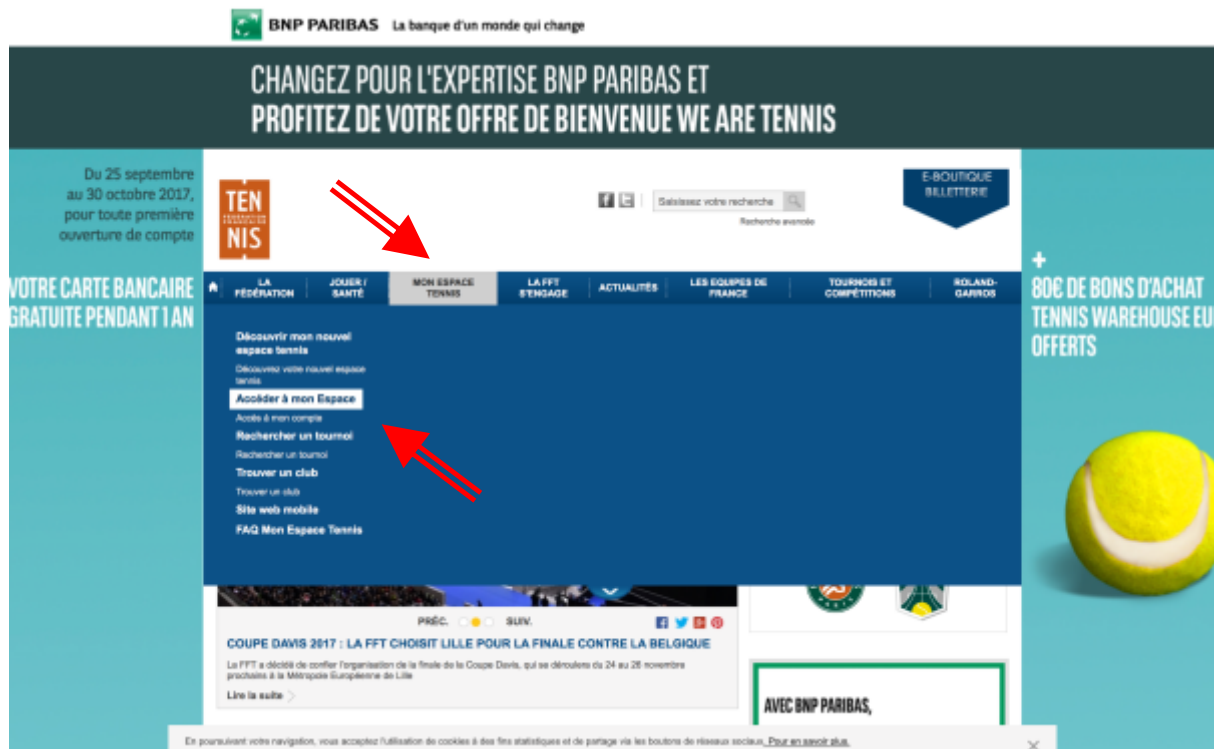 BNP PARIBAS La banque d'un monde qui change
CHANGEZ POUR L'EXPERTISE BNP PARIBAS ET
PROFITEZ DE VOTRE OFFRE DE BIENVENUE WE ARE TENNIS
Du 25 septembre
au 30 octobre 2017,
pour toute première
ouverture de compte
VOTRE CARTE BANCAIRE
GRATUITE PENDANT 1 AN
TEN
FÉDÉRATION
FRANÇAISE
NIS
Saisissez votre recherche
Recherche avancée
E-BOUTIQUE
BILLETTERIE
LA FÉDÉRATION
JOUER / SANTÉ
MON ESPACE TENNIS
LA FFT S'ENGAGE
ACTUALITÉS
LES EQUIPES DE FRANCE
TOURNOIS ET COMPÉTITIONS
ROLAND-GARROS
+
80€ DE BONS D'ACHAT
TENNIS WAREHOUSE EU
OFFERTS
Découvrir mon nouvel
espace tennis
Découvrez votre nouvel espace
tennis
Accéder à mon Espace
Accès à mon compte
Rechercher un tournoi
Rechercher un tournoi
Trouver un club
Trouver un club
Site web mobile
FAQ Mon Espace Tennis
PRÉC. SUIV.
COUPE DAVIS 2017 : LA FFT CHOISIT LILLE POUR LA FINALE CONTRE LA BELGIQUE
La FFT a décidé de confier l'organisation de la finale de la Coupe Davis, qui se déroulera du 24 au 26 novembre
prochains à la Métropole Européenne de Lille
Lire la suite
AVEC BNP PARIBAS,
En poursuivant votre navigation, vous acceptez l'utilisation de cookies à des fins statistiques et de partage via les boutons de réseaux sociaux. Pour en savoir plus.